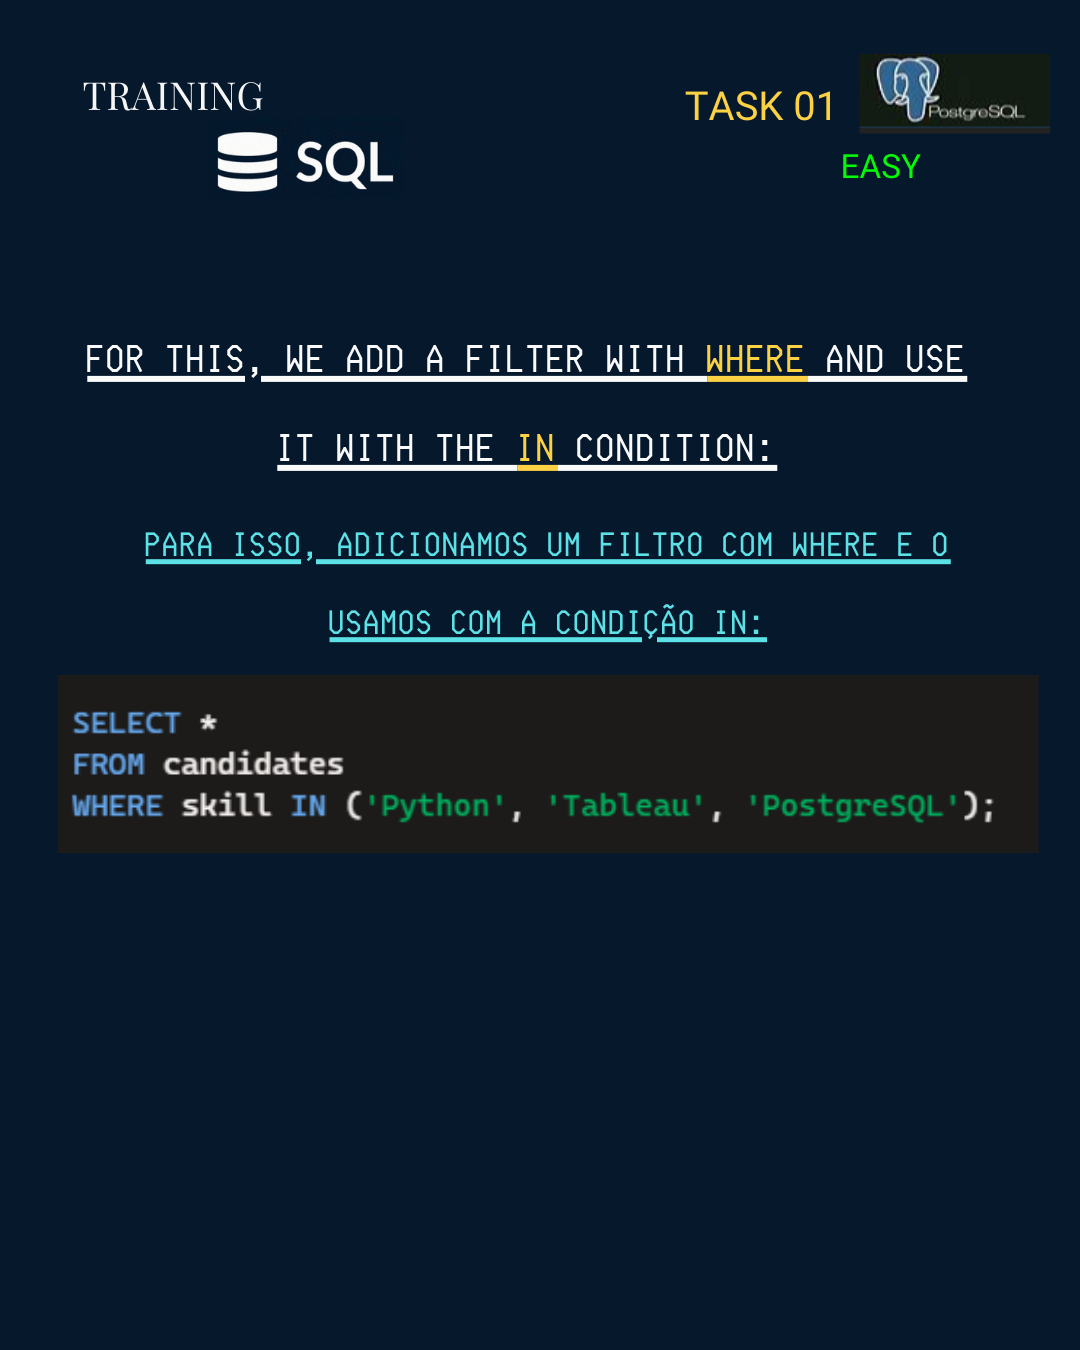 TRAINING
SQL
TASK 01
PostgreSQL
EASY
FOR THIS, WE ADD A FILTER WITH WHERE AND USE
IT WITH THE IN CONDITION:
PARA ISSO, ADICIONAMOS UM FILTRO COM WHERE E O
USAMOS COM A CONDIÇÃO IN:
SELECT *
FROM candidates
WHERE skill IN ('Python', 'Tableau', 'PostgreSQL');